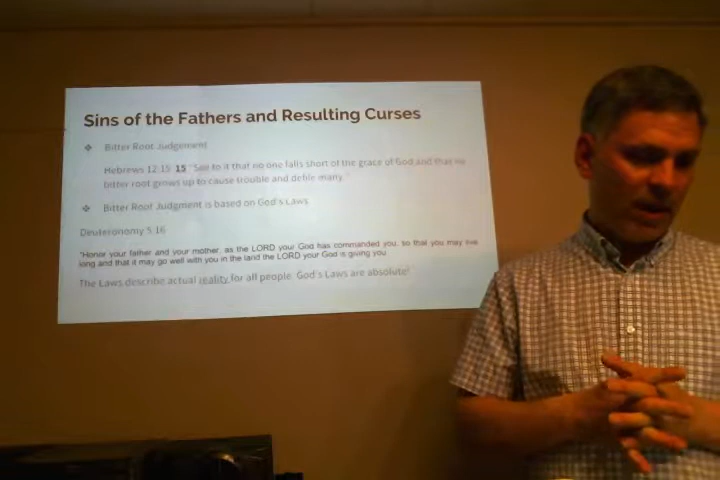 Sins of the Fathers and Resulting Curses
❖ Bitter Root Judgement
Hebrews 12:15 15 "See to it that no one falls short of the grace of God and that no
bitter root grows up to cause trouble and defile many."
❖ Bitter Root Judgment is based on God's Laws
Deuteronomy 5:16
"Honor your father and your mother, as the LORD your God has commanded you, so that you may live
long and that it may go well with you in the land the LORD your God is giving you
The Laws describe actual reality for all people. God's Laws are absolute!